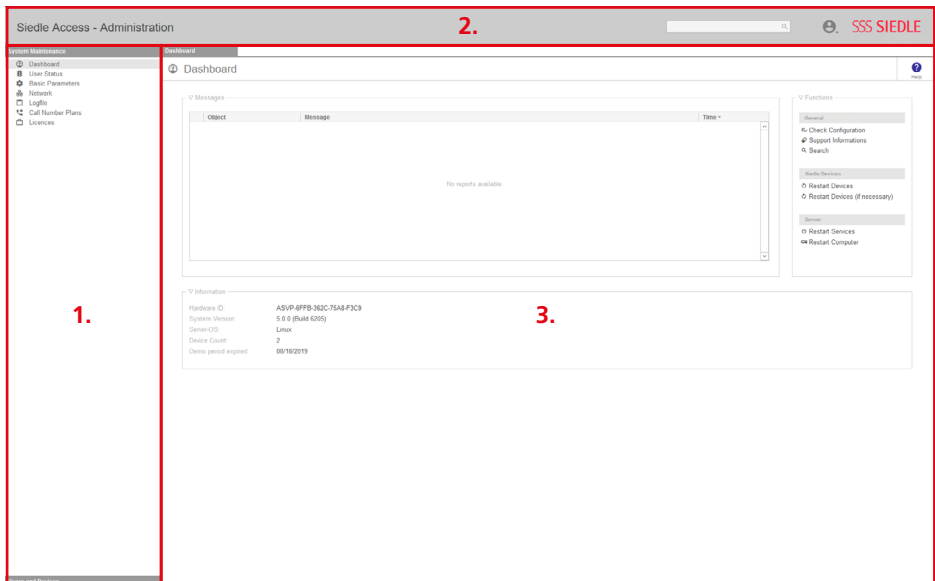 Siedle Access - Administration
2.
SSS SIEDLE
System Maintenance
Dashboard
User Status
Basic Parameters
Network
Logfile
Call Number Plans
Licences
1.
Dashboard
Dashboard
Help
Messages
Object Message Time
No reports available.
Functions
General
Check Configuration
Support Informations
Search
Siedle Devices
Restart Devices
Restart Devices (if necessary)
Server
Restart Services
Restart Computer
Information
Hardware ID: ASVP-6FFB-362C-75A8-F3C9
System Version: 5.0.0 (Build 6205)
Server-OS: Linux
Device Count: 2
Demo period expired: 08/18/2019
3.